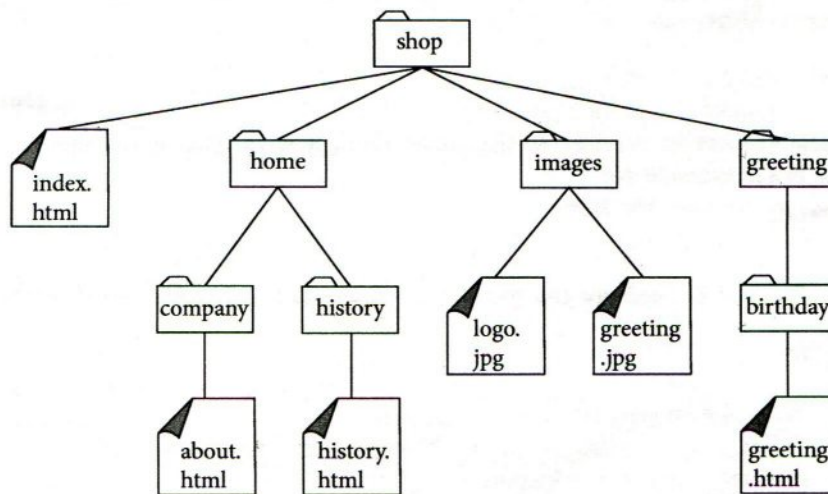 shop
index.
html
home
images
greeting
company
history
logo.
jpg
greeting
.jpg
birthday
about.
html
history.
html
greeting
.html